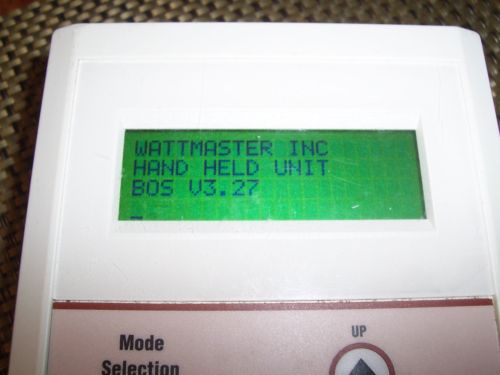 WATTMASTER INC
HAND HELD UNIT
BOS V3.27
_
UP
Mode
Selection